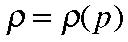 ρ = ρ(p)